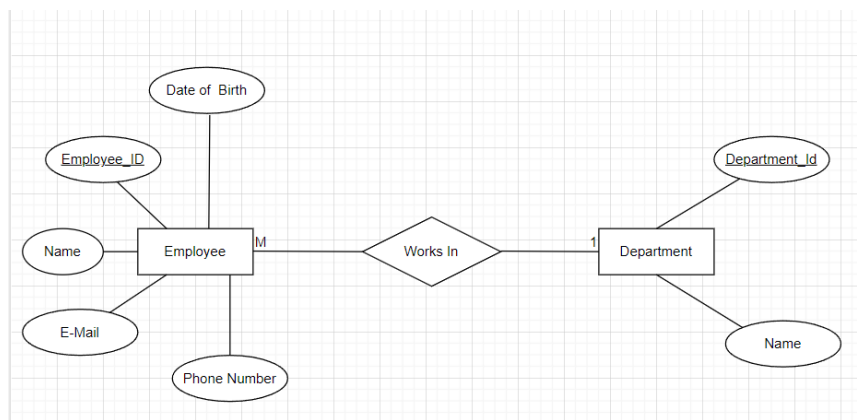 Date of Birth
Employee_ID
Department_Id
Name
Employee
M
Works In
1
Department
E-Mail
Name
Phone Number